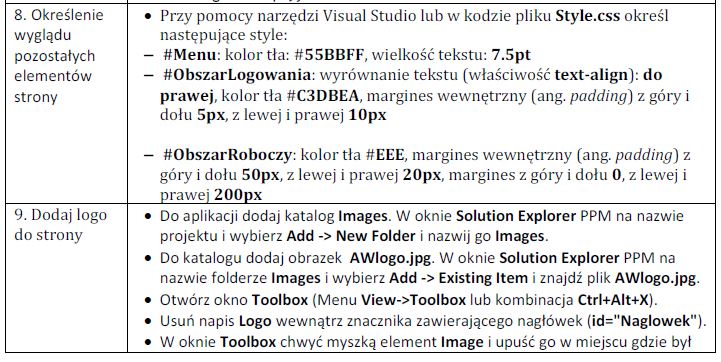 8. Określenie
wyglądu
pozostałych
elementów
strony
• Przy pomocy narzędzi Visual Studio lub w kodzie pliku Style.css określ
następujące style:
– #Menu: kolor tła: #55BBFF, wielkość tekstu: 7.5pt
– #ObszarLogowania: wyrównanie tekstu (właściwość text-align): do
prawej, kolor tła #C3DBEA, margines wewnętrzny (ang. padding) z góry i
dołu 5px, z lewej i prawej 10px
– #ObszarRoboczy: kolor tła #EEE, margines wewnętrzny (ang. padding) z
góry i dołu 50px, z lewej i prawej 20px, margines z góry i dołu 0, z lewej i
prawej 200px
9. Dodaj logo
do strony
• Do aplikacji dodaj katalog Images. W oknie Solution Explorer PPM na nazwie
projektu i wybierz Add -> New Folder i nazwij go Images.
• Do katalogu dodaj obrazek AWlogo.jpg. W oknie Solution Explorer PPM na
nazwie folderze Images i wybierz Add -> Existing Item i znajdź plik AWlogo.jpg.
• Otwórz okno Toolbox (Menu View->Toolbox lub kombinacja Ctrl+Alt+X).
• Usuń napis Logo wewnątrz znacznika zawierającego nagłówek (id="Naglowek").
• W oknie Toolbox chwyć myszką element Image i upuść go w miejscu gdzie był